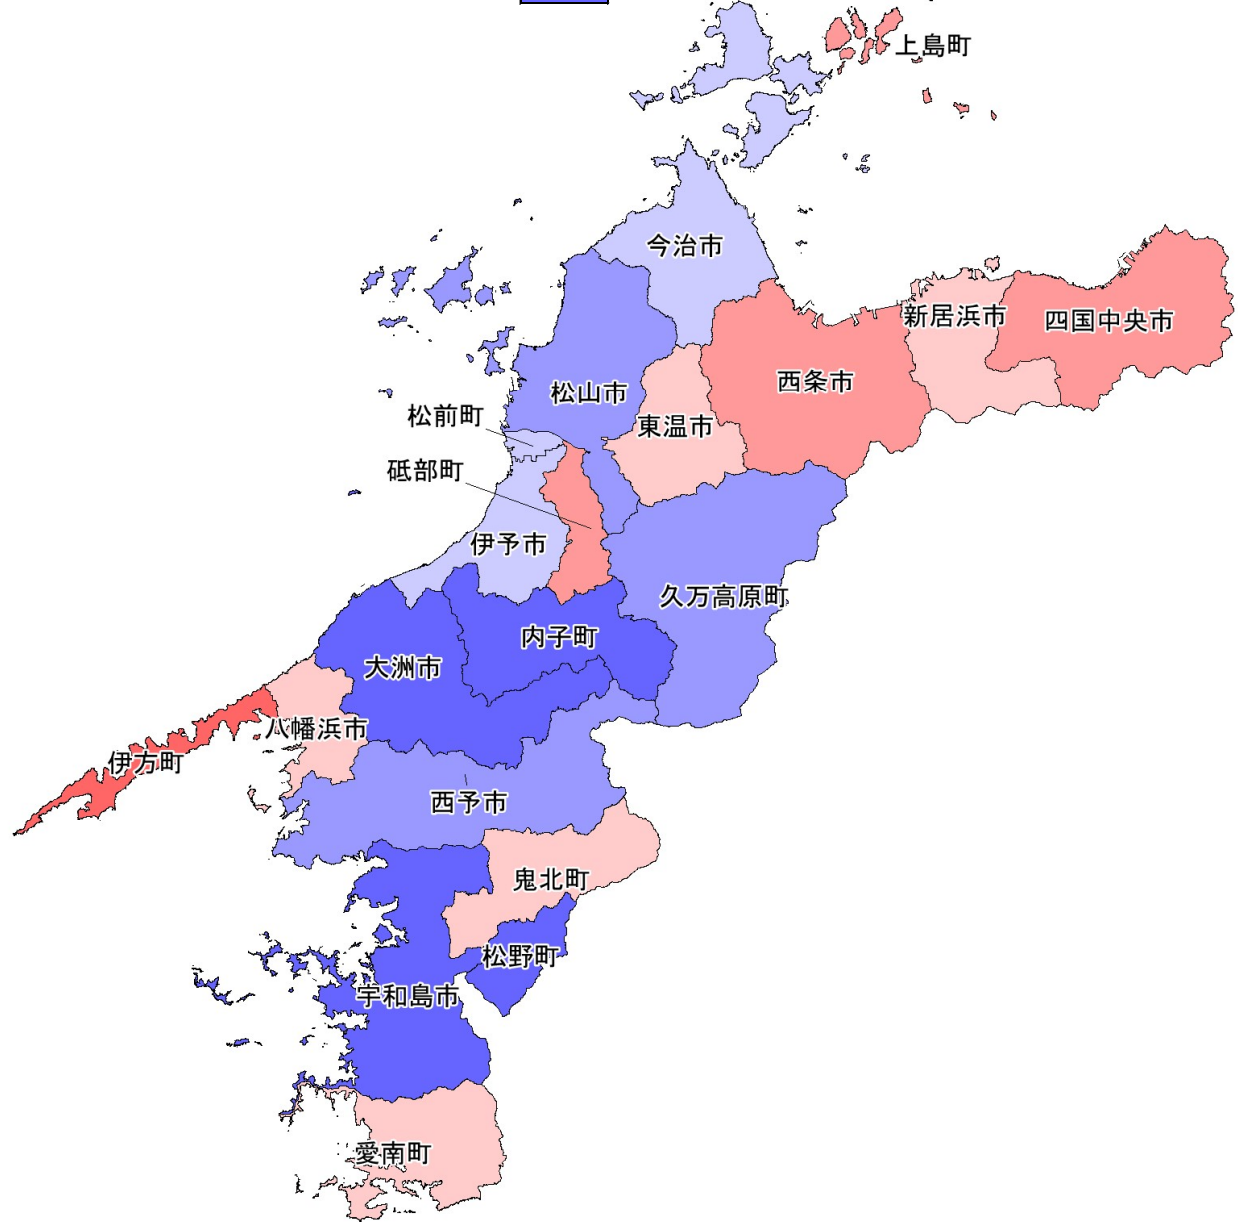 上島町
今治市
新居浜市
四国中央市
西条市
松山市
松前町
東温市
砥部町
伊予市
久万高原町
内子町
大洲市
八幡浜市
伊方町
西予市
鬼北町
松野町
宇和島市
愛南町